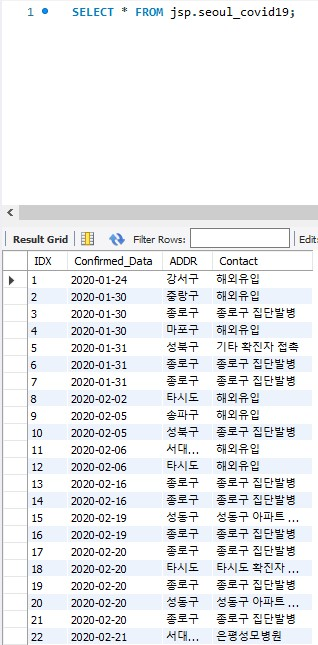 1 SELECT * FROM jsp.seoul_covid19;
Result Grid Filter Rows: Edit:
IDX Confirmed_Data ADDR Contact
1 2020-01-24 강서구 해외유입
2 2020-01-30 중랑구 해외유입
3 2020-01-30 종로구 종로구 집단발병
4 2020-01-30 마포구 해외유입
5 2020-01-31 성북구 기타 확진자 접촉
6 2020-01-31 종로구 종로구 집단발병
7 2020-01-31 종로구 종로구 집단발병
8 2020-02-02 타시도 해외유입
9 2020-02-05 송파구 해외유입
10 2020-02-05 성북구 종로구 집단발병
11 2020-02-06 서대... 해외유입
12 2020-02-06 타시도 해외유입
13 2020-02-16 종로구 종로구 집단발병
14 2020-02-16 종로구 종로구 집단발병
15 2020-02-19 성동구 성동구 아파트 ...
16 2020-02-19 종로구 종로구 집단발병
17 2020-02-20 종로구 종로구 집단발병
18 2020-02-20 타시도 타시도 확진자 ...
19 2020-02-20 종로구 종로구 집단발병
20 2020-02-20 성동구 성동구 아파트 ...
21 2020-02-20 종로구 종로구 집단발병
22 2020-02-21 서대... 은평성모병원